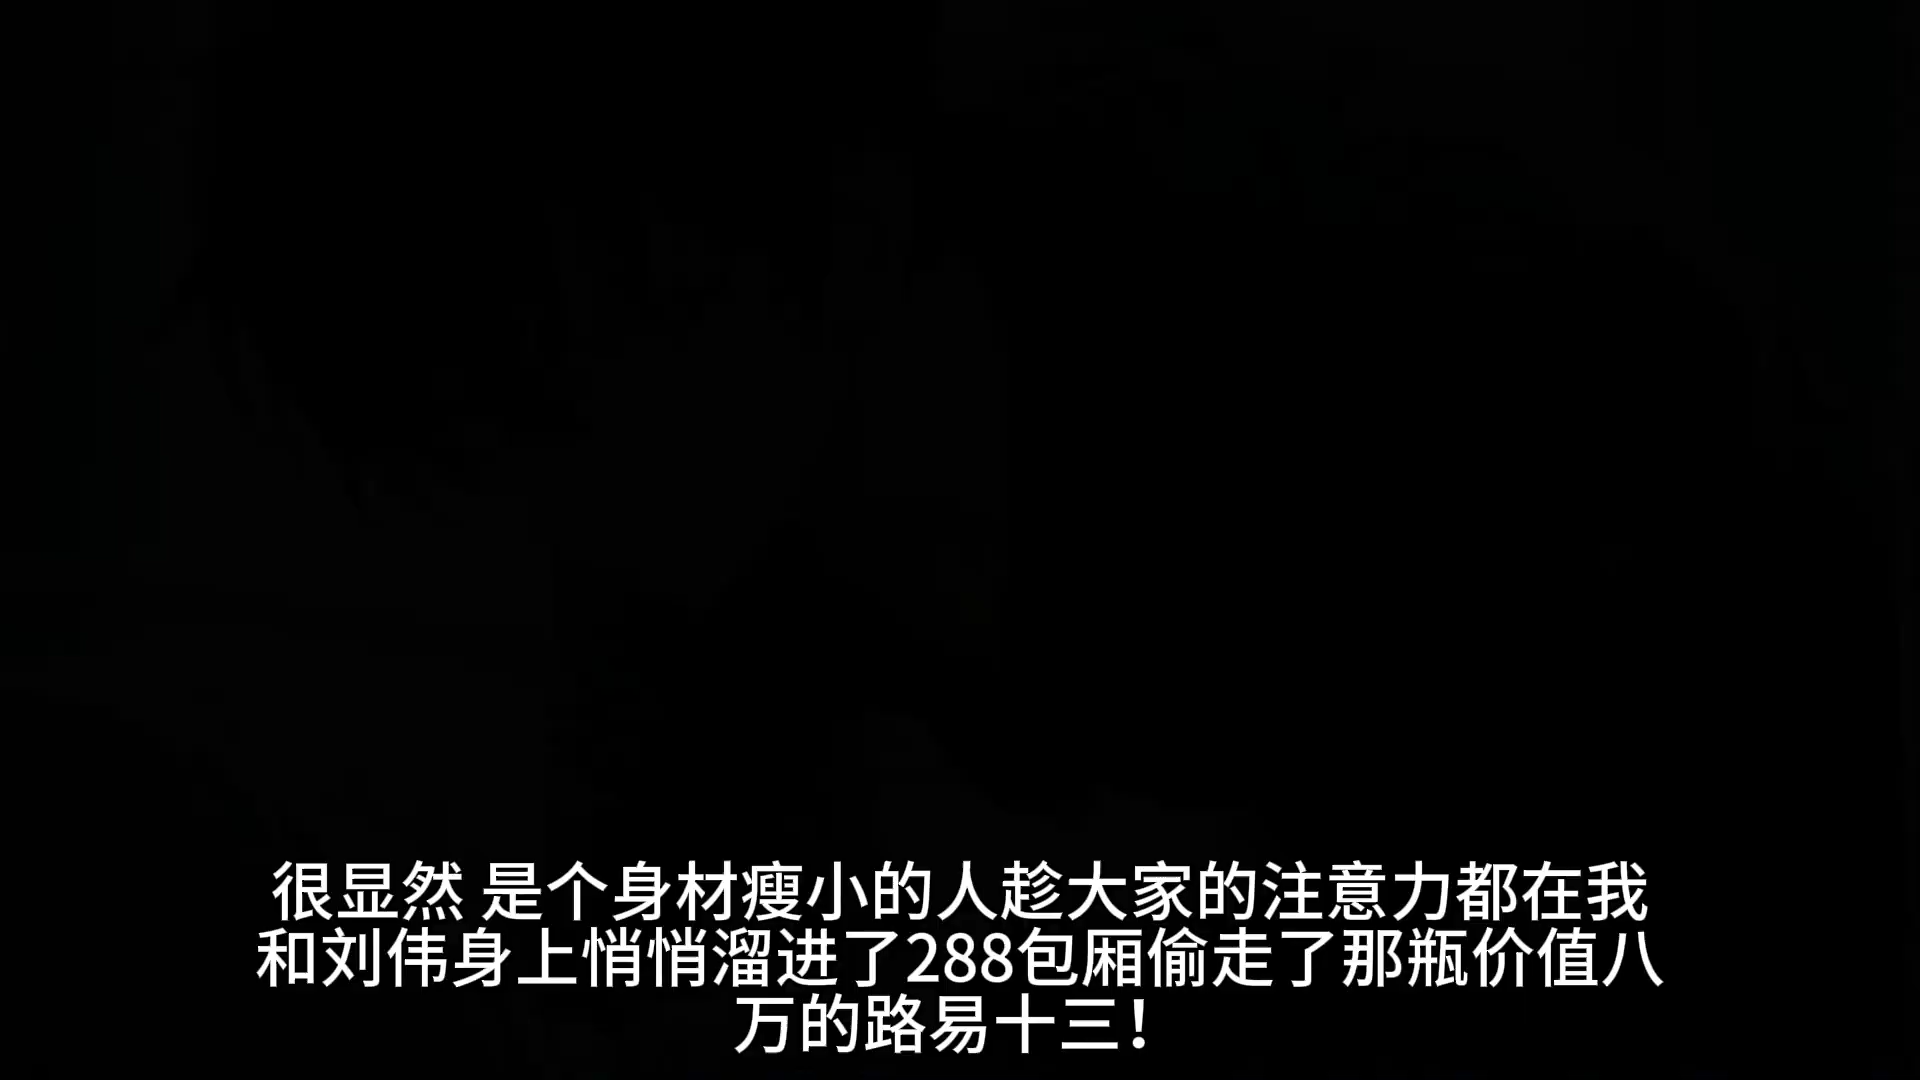 很显然 是个身材瘦小的人趁大家的注意力都在我
和刘伟身上悄悄溜进了288包厢偷走了那瓶价值八
万的路易十三！